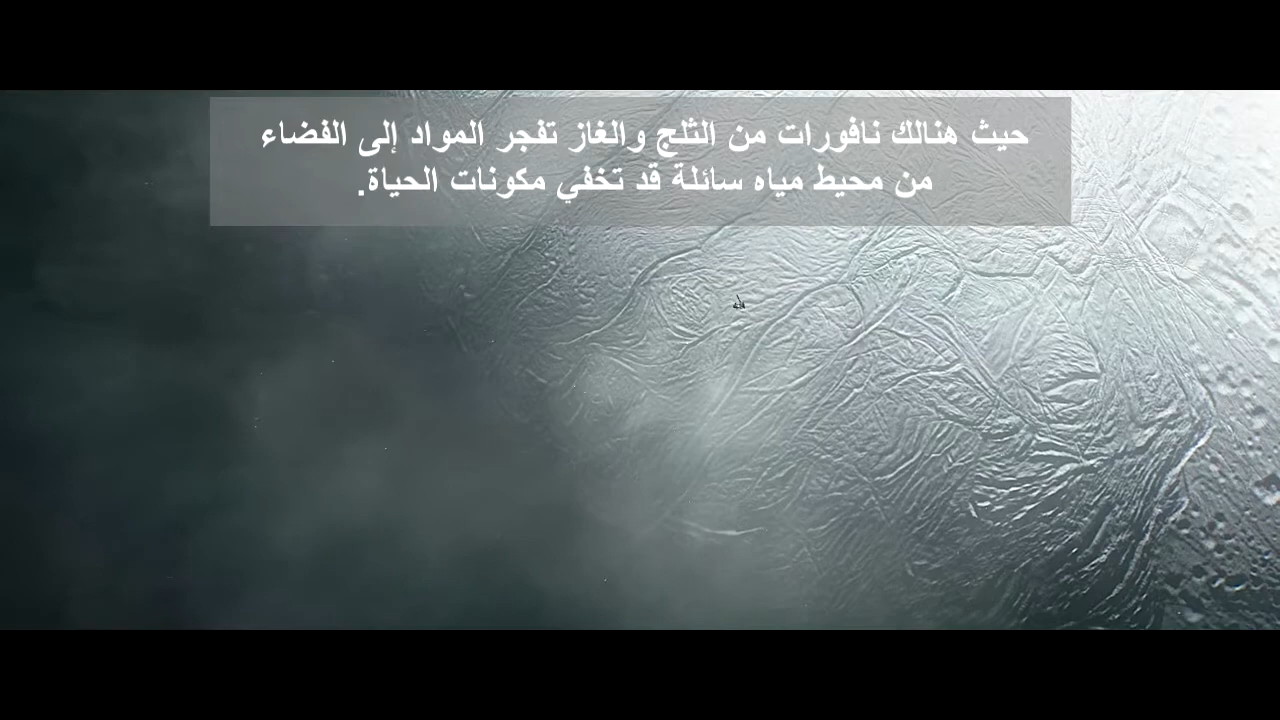 حيث هنالك نافورات من الثلج والغاز تفجر المواد إلى الفضاء
من محيط مياه سائلة قد تخفي مكونات الحياة.